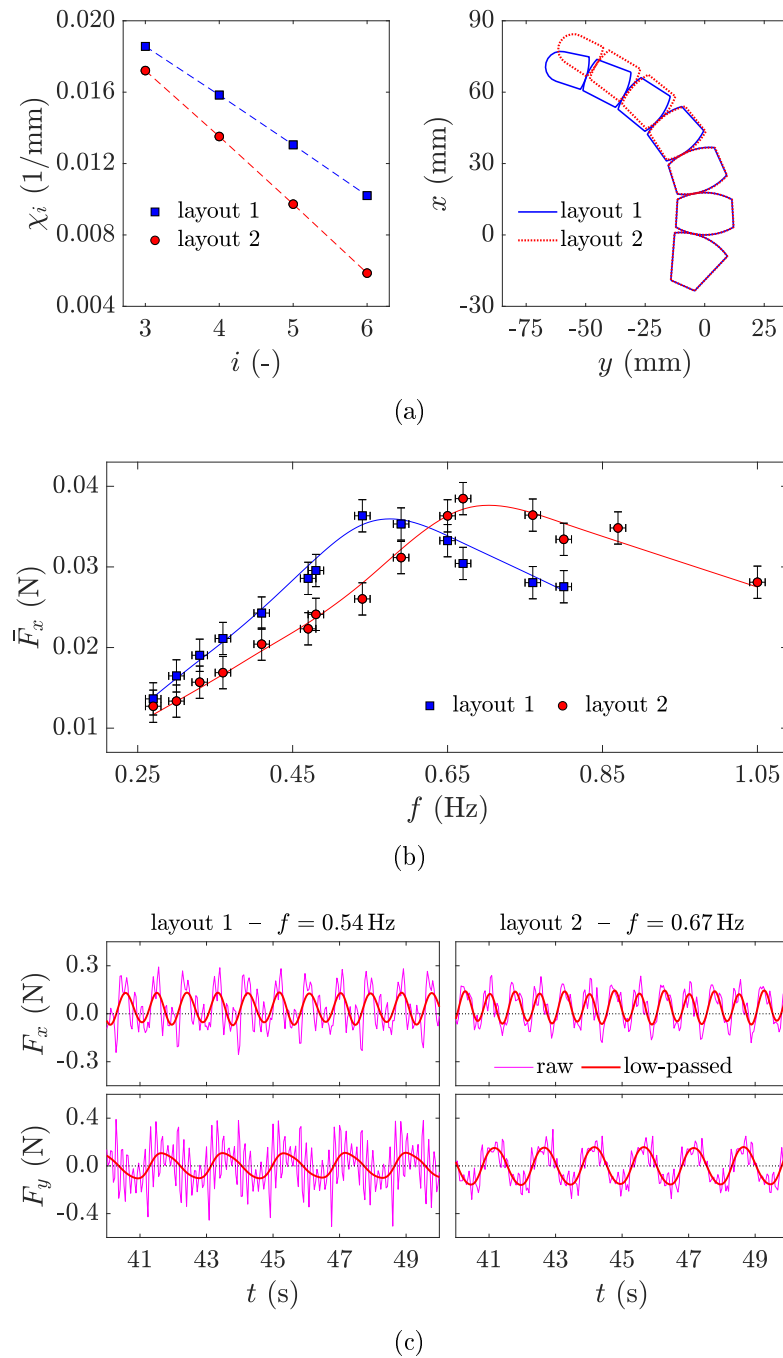 0.020
0.016
0.012
0.008
0.004
χᵢ (1/mm)
layout 1
layout 2
3 4 5 6
i (-)
90
60
30
0
-30
x (mm)
layout 1
layout 2
-75 -50 -25 0 25
y (mm)
(a)
0.04
0.03
0.02
0.01
F̄̄ₓ (N)
layout 1 layout 2
0.25 0.45 0.65 0.85 1.05
f (Hz)
(b)
layout 1 – f = 0.54 Hz
layout 2 – f = 0.67 Hz
0.3
0.0
-0.3
Fₓ (N)
raw low-passed
0.4
0.0
-0.4
F_y (N)
41 43 45 47 49
t (s)
41 43 45 47 49
t (s)
(c)